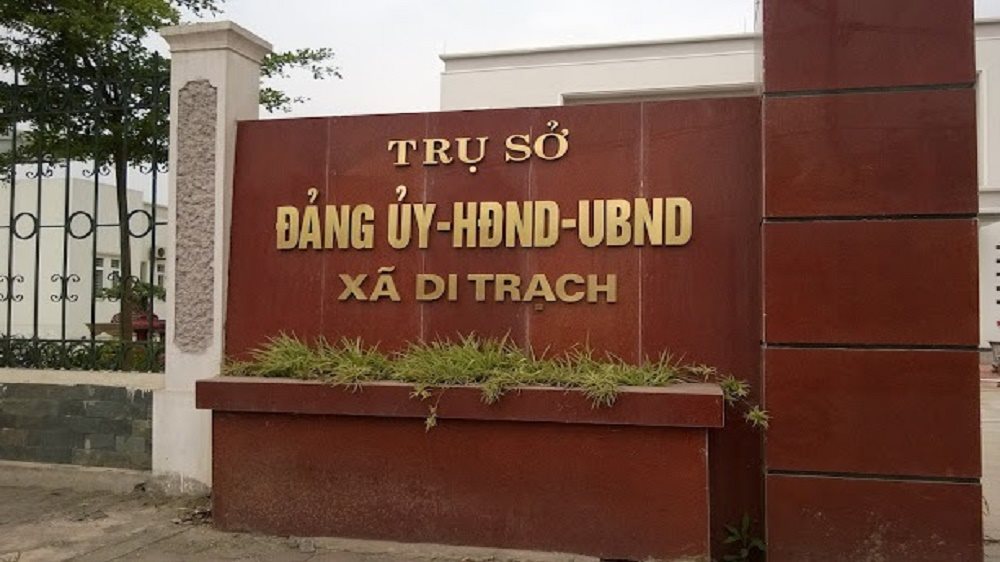 TRỤ SỞ
ĐẢNG ỦY-HĐND-UBND
XÃ DI TRẠCH